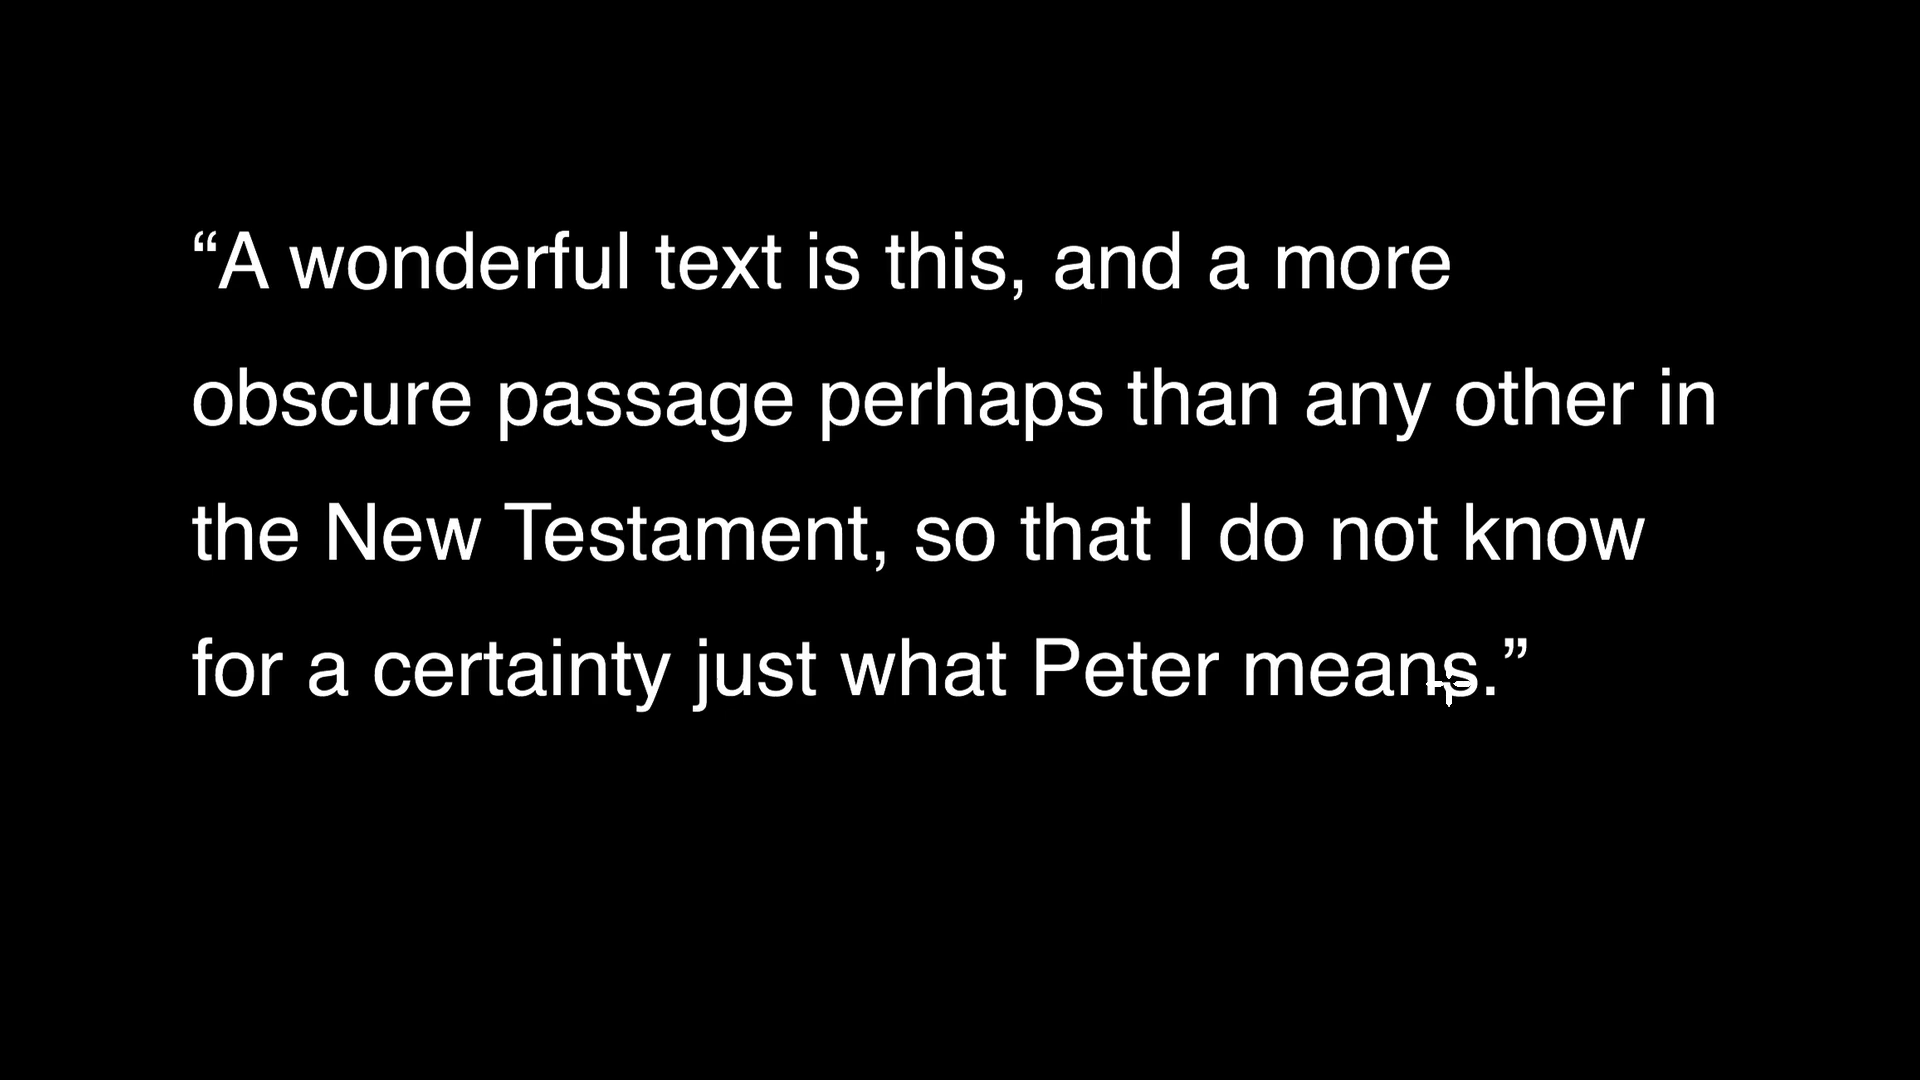 “A wonderful text is this, and a more
obscure passage perhaps than any other in
the New Testament, so that I do not know
for a certainty just what Peter means.”